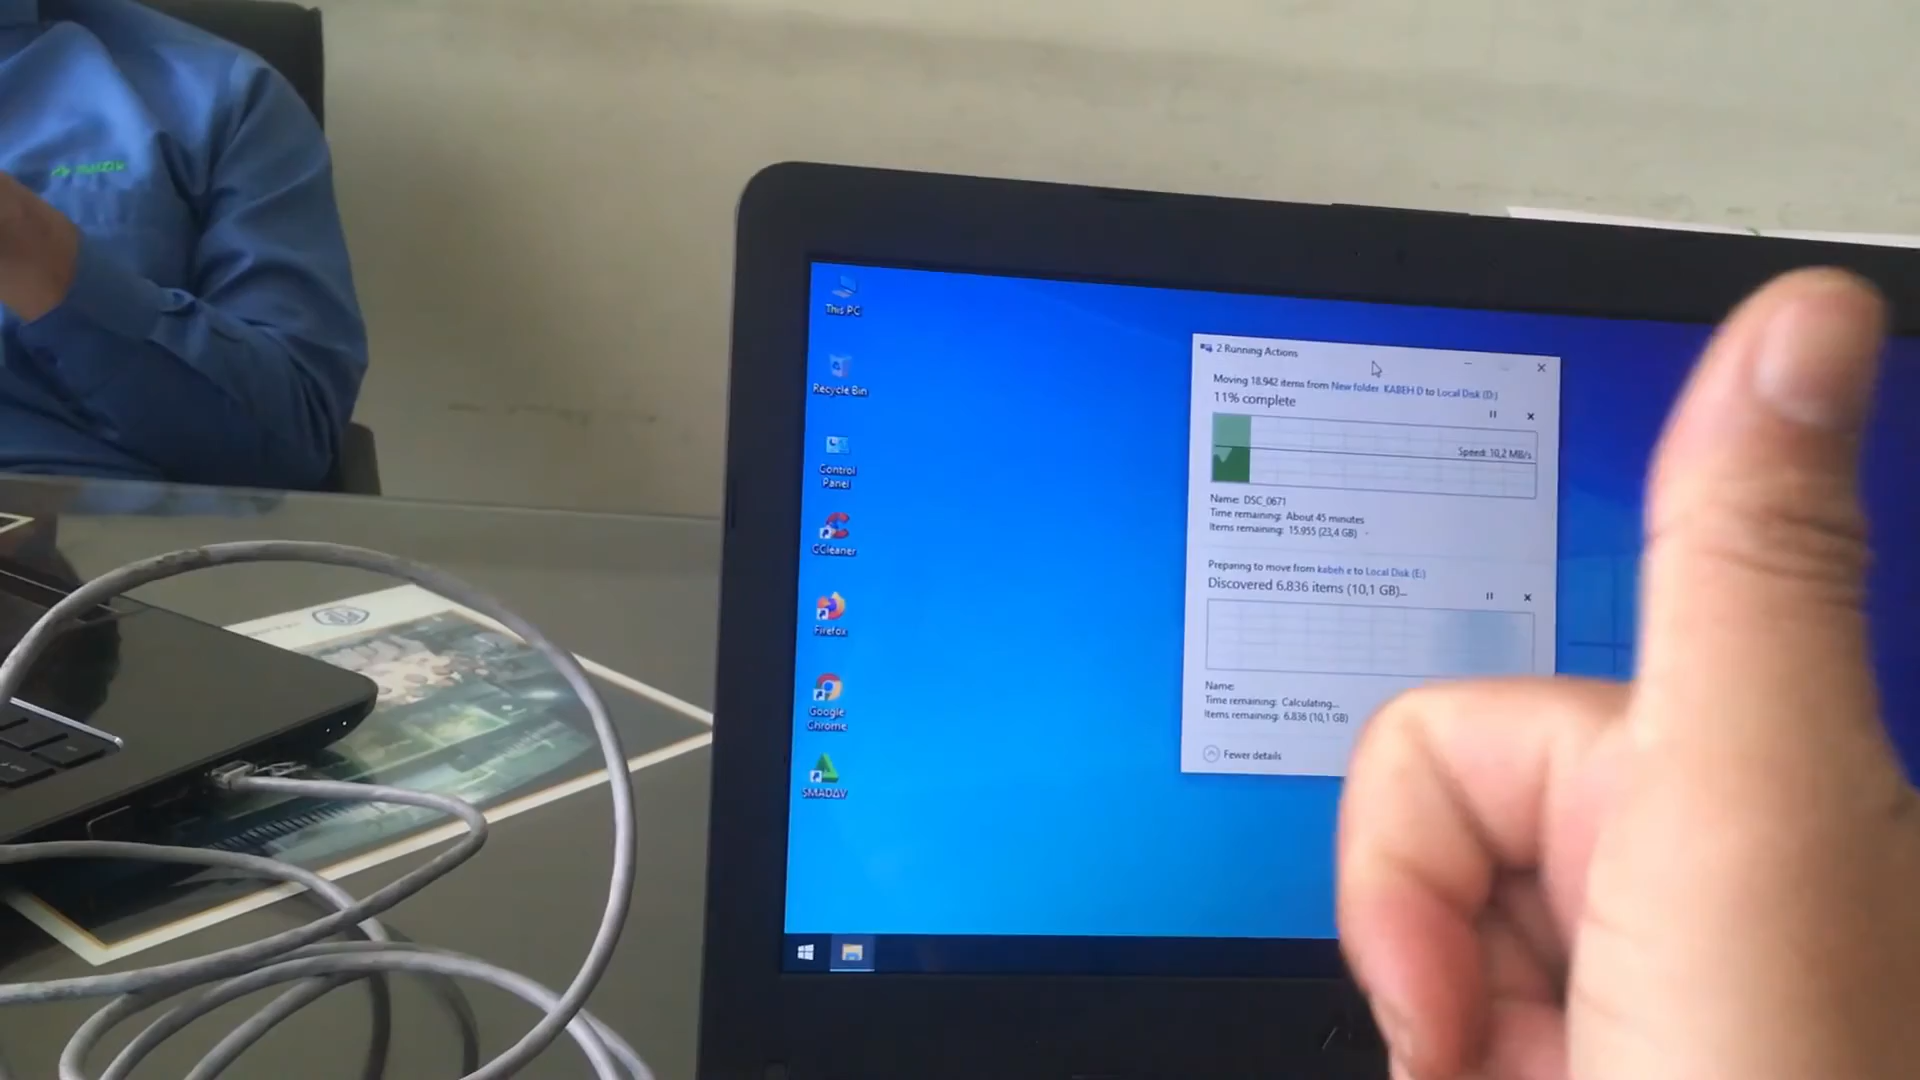 This PC
Recycle Bin
Control
Panel
CCleaner
Firefox
Google
Chrome
SMADAV
2 Running Actions
Moving 18.942 items from New folder KABEH D to Local Disk (D:)
11% complete
Speed: 10,2 MB/s
Name: DSC_0671
Time remaining: About 45 minutes
Items remaining: 15.955 (23,4 GB)
Preparing to move from kabeh e to Local Disk (E:)
Discovered 6.836 items (10,1 GB)...
Name:
Time remaining: Calculating...
Items remaining: 6.836 (10,1 GB)
Fewer details